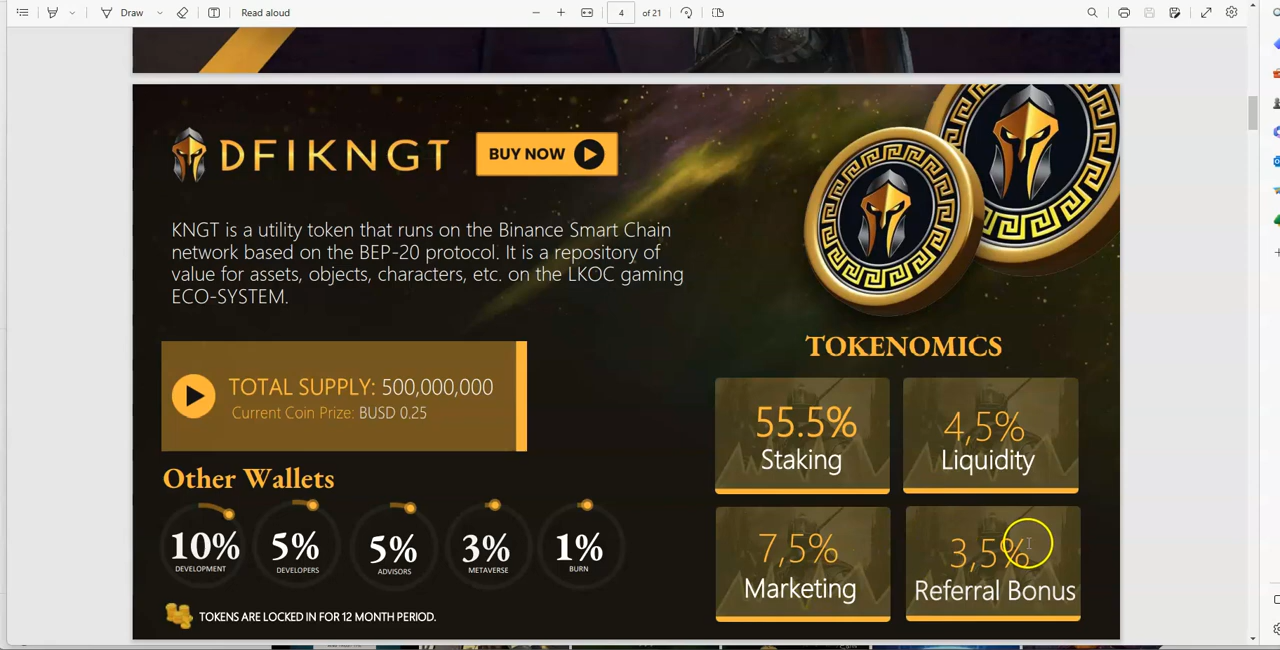 Draw
Read aloud
4
of 21
DFIKNGT
BUY NOW
KNGT is a utility token that runs on the Binance Smart Chain
network based on the BEP-20 protocol. It is a repository of
value for assets, objects, characters, etc. on the LKOC gaming
ECO-SYSTEM.
TOTAL SUPPLY: 500,000,000
Current Coin Prize: BUSD 0.25
Other Wallets
10%
DEVELOPMENT
5%
DEVELOPERS
5%
ADVISORS
3%
METAVERSE
1%
BURN
TOKENS ARE LOCKED IN FOR 12 MONTH PERIOD.
TOKENOMICS
55.5%
Staking
4,5%
Liquidity
7,5%
Marketing
3,5%
Referral Bonus